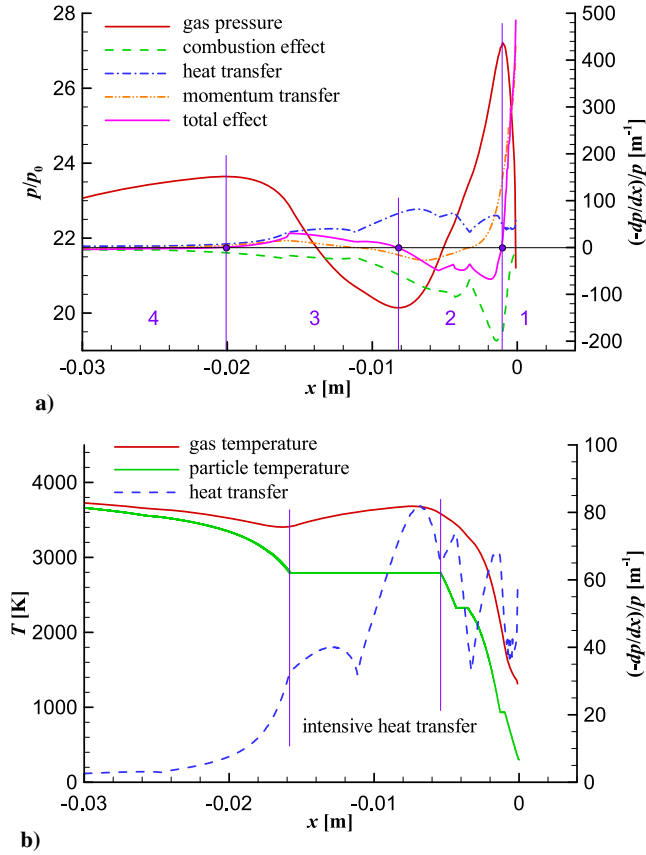 28
26
24
22
20
p/p0
gas pressure
combustion effect
heat transfer
momentum transfer
total effect
500
400
300
200
100
0
-100
-200
(-dp/dx)/p [m-1]
4
3
2
1
-0.03
-0.02
-0.01
0
x [m]
a)
gas temperature
particle temperature
heat transfer
4000
3000
2000
1000
0
T [K]
100
80
60
40
20
0
(-dp/dx)/p [m-1]
intensive heat transfer
-0.03
-0.02
-0.01
0
x [m]
b)